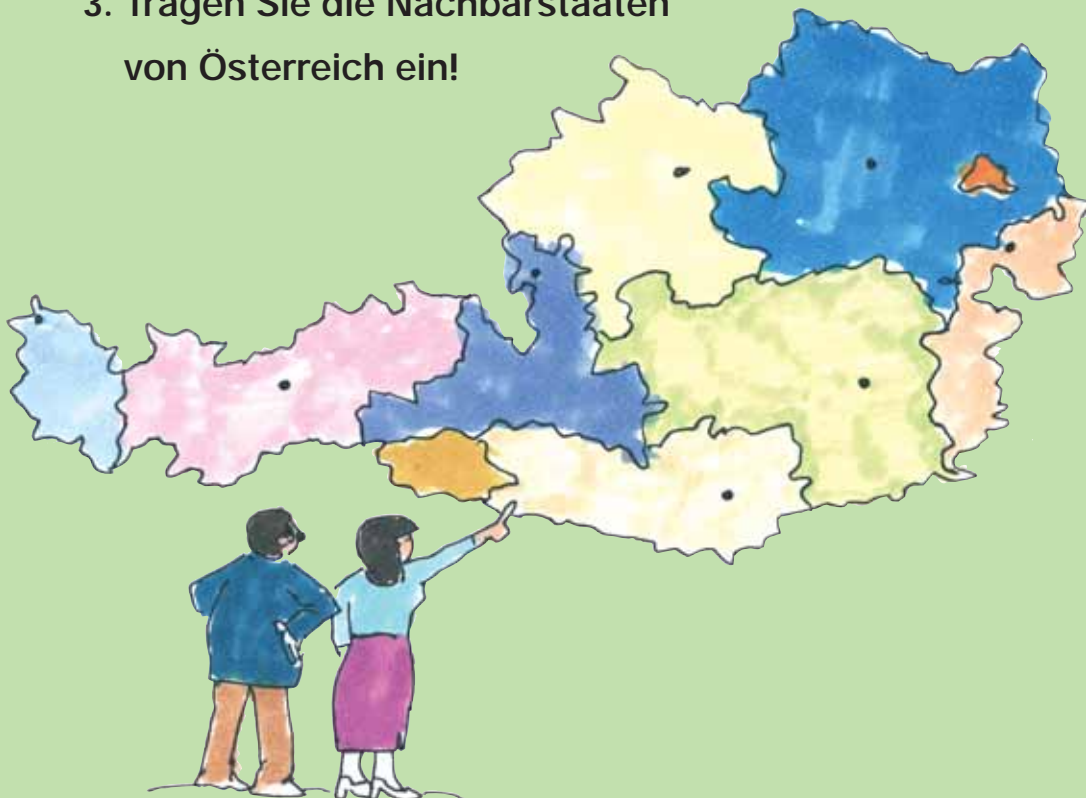 3. Tragen Sie die Nachbarstaaten
von Österreich ein!